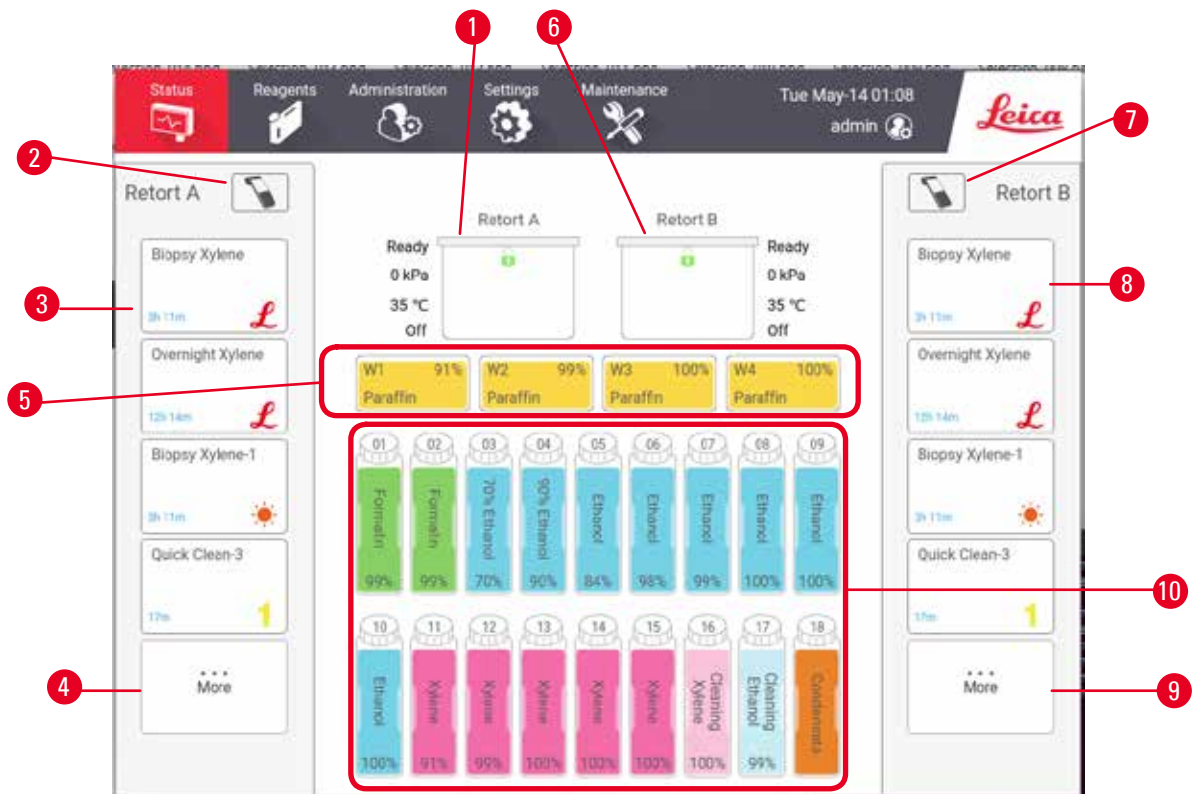 1
6
Status
Reagents
Administration
Settings
Maintenance
Tue May-14 01:08
admin
Leica
7
2
Retort A
Retort B
Retort A
Retort B
Biopsy Xylene
3h 11m
L
3
Overnight Xylene
12h 14m
L
Biopsy Xylene-1
3h 11m
Quick Clean-3
17m
1
4
...
More
Ready
0 kPa
35 °C
Off
Ready
0 kPa
35 °C
Off
5
W1 91%
Paraffin
W2 99%
Paraffin
W3 100%
Paraffin
W4 100%
Paraffin
01 02 03 04 05 06 07 08 09
Formalin
Formalin
70% Ethanol
90% Ethanol
Ethanol
Ethanol
Ethanol
Ethanol
Ethanol
99% 99% 70% 90% 84% 98% 99% 100% 100%
10 11 12 13 14 15 16 17 18
Ethanol
Xylene
Xylene
Xylene
Xylene
Xylene
Cleaning
Xylene
Cleaning
Ethanol
Condensate
100% 91% 99% 100% 100% 100% 100% 99%
10
Biopsy Xylene
3h 11m
L
8
Overnight Xylene
12h 14m
L
Biopsy Xylene-1
3h 11m
Quick Clean-3
17m
1
...
More
9